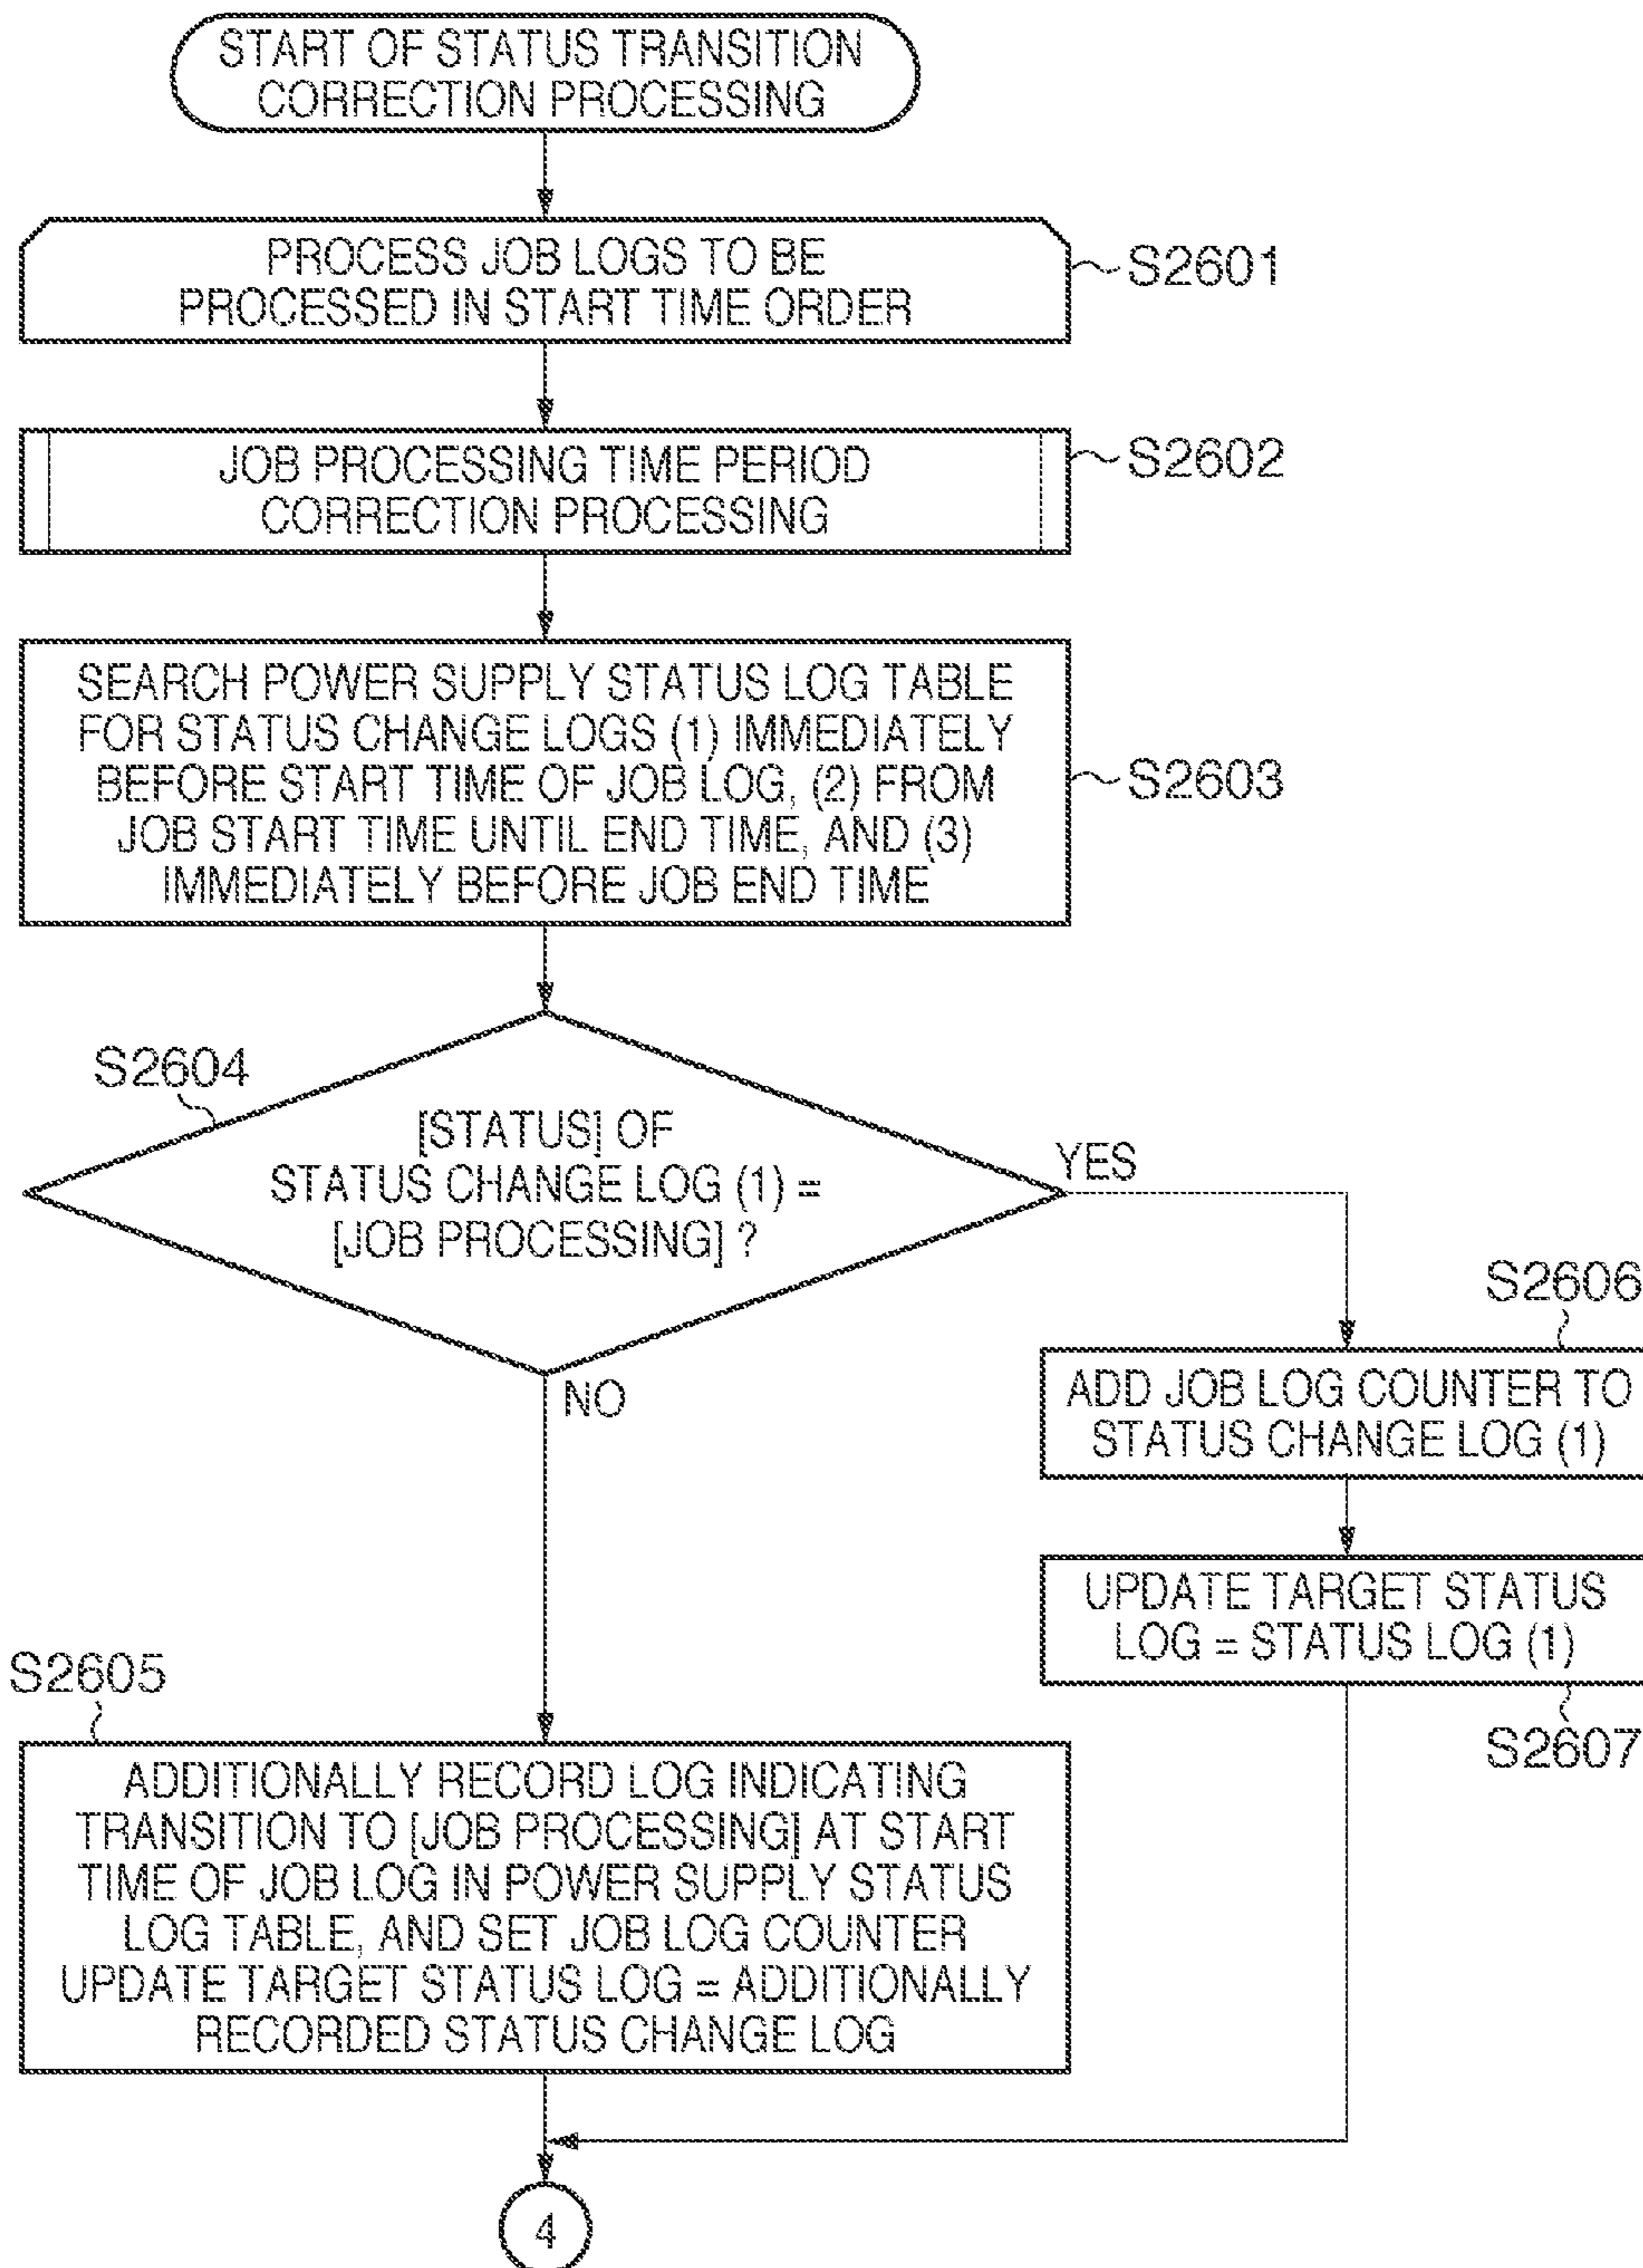 START OF STATUS TRANSITION
CORRECTION PROCESSING
PROCESS JOB LOGS TO BE
PROCESSED IN START TIME ORDER
S2601
JOB PROCESSING TIME PERIOD
CORRECTION PROCESSING
S2602
SEARCH POWER SUPPLY STATUS LOG TABLE
FOR STATUS CHANGE LOGS (1) IMMEDIATELY
BEFORE START TIME OF JOB LOG, (2) FROM
JOB START TIME UNTIL END TIME, AND (3)
IMMEDIATELY BEFORE JOB END TIME
S2603
S2604
[STATUS] OF
STATUS CHANGE LOG (1) =
[JOB PROCESSING] ?
YES
NO
S2606
ADD JOB LOG COUNTER TO
STATUS CHANGE LOG (1)
UPDATE TARGET STATUS
LOG = STATUS LOG (1)
S2607
S2605
ADDITIONALLY RECORD LOG INDICATING
TRANSITION TO [JOB PROCESSING] AT START
TIME OF JOB LOG IN POWER SUPPLY STATUS
LOG TABLE, AND SET JOB LOG COUNTER
UPDATE TARGET STATUS LOG = ADDITIONALLY
RECORDED STATUS CHANGE LOG
4